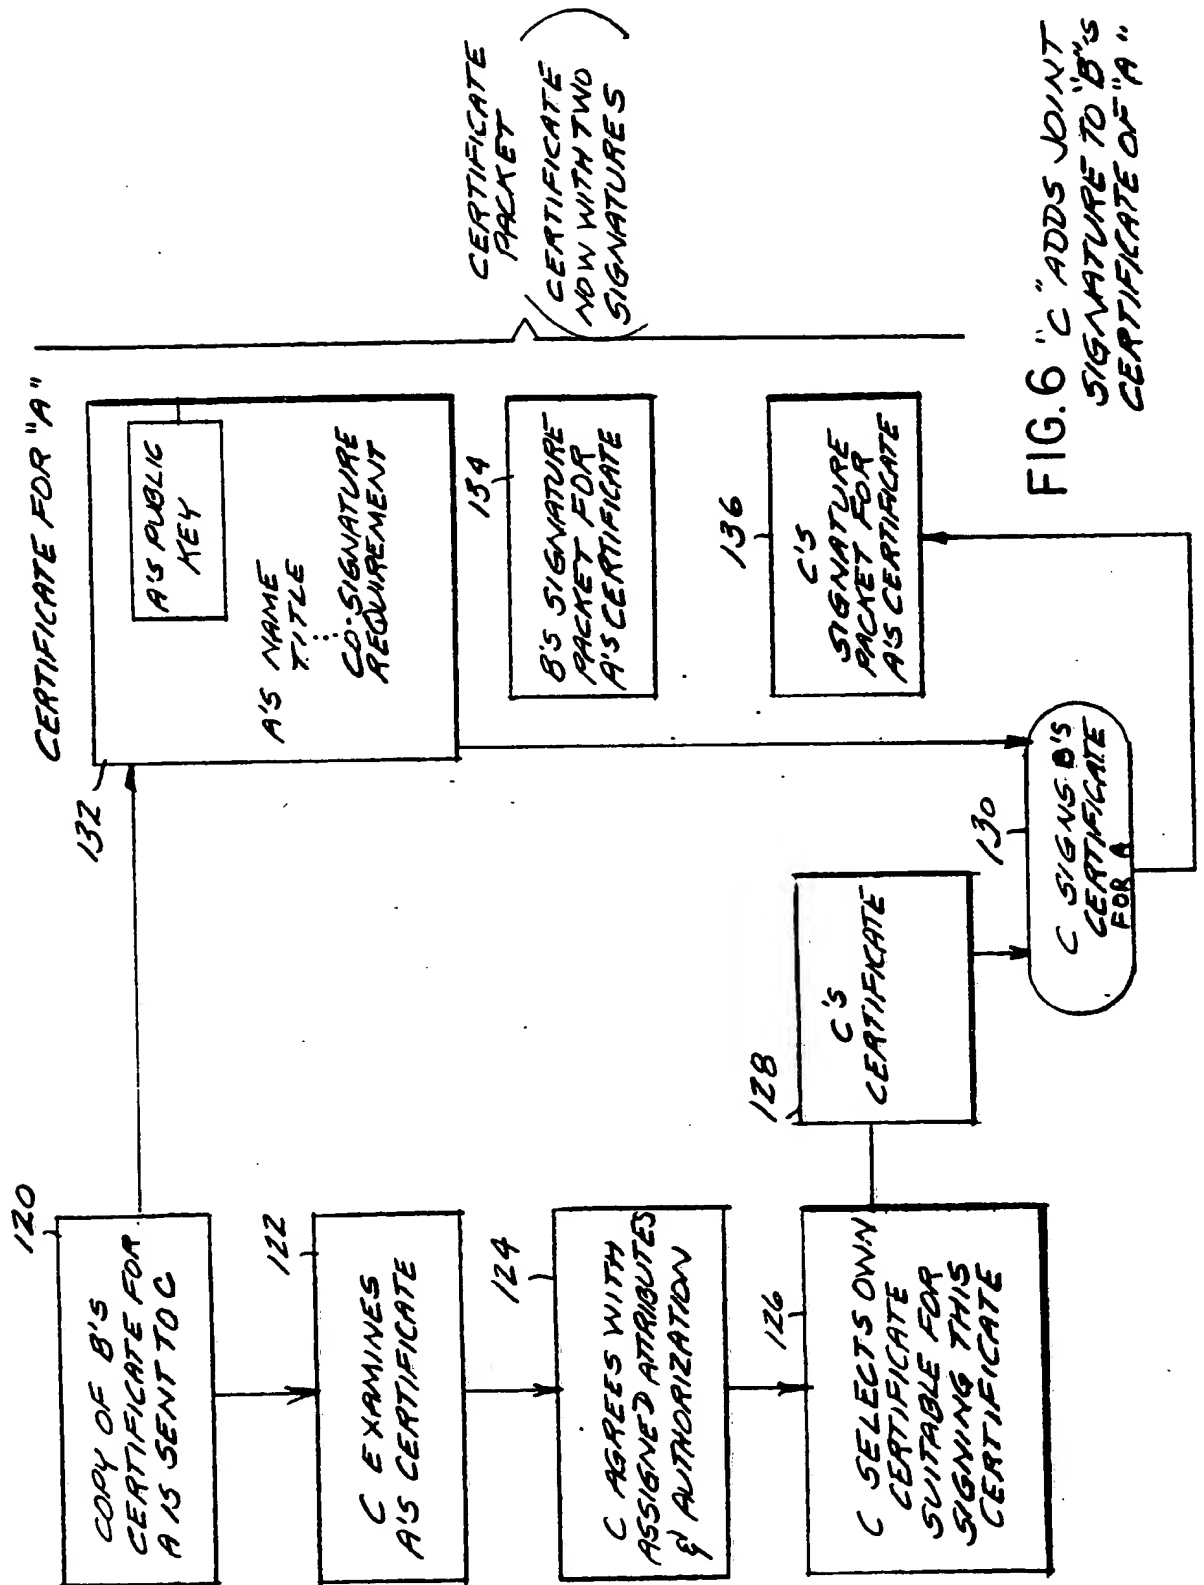 120
COPY OF B'S
CERTIFICATE FOR
A IS SENT TO C
122
C EXAMINES
A'S CERTIFICATE
124
C AGREES WITH
ASSIGNED ATTRIBUTES
& AUTHORIZATION
126
C SELECTS OWN
CERTIFICATE
SUITABLE FOR
SIGNING THIS
CERTIFICATE
128
C'S
CERTIFICATE
130
C SIGNS B'S
CERTIFICATE
FOR A
CERTIFICATE FOR "A"
132
A'S PUBLIC
KEY
A'S NAME
TITLE
CO-SIGNATURE
REQUIREMENT
134
B'S SIGNATURE
PACKET FOR
A'S CERTIFICATE
136
C'S
SIGNATURE
PACKET FOR
A'S CERTIFICATE
CERTIFICATE
PACKET
(CERTIFICATE
NOW WITH TWO
SIGNATURES)
FIG. 6 "C" ADDS JOINT
SIGNATURE TO "B"'S
CERTIFICATE OF "A"